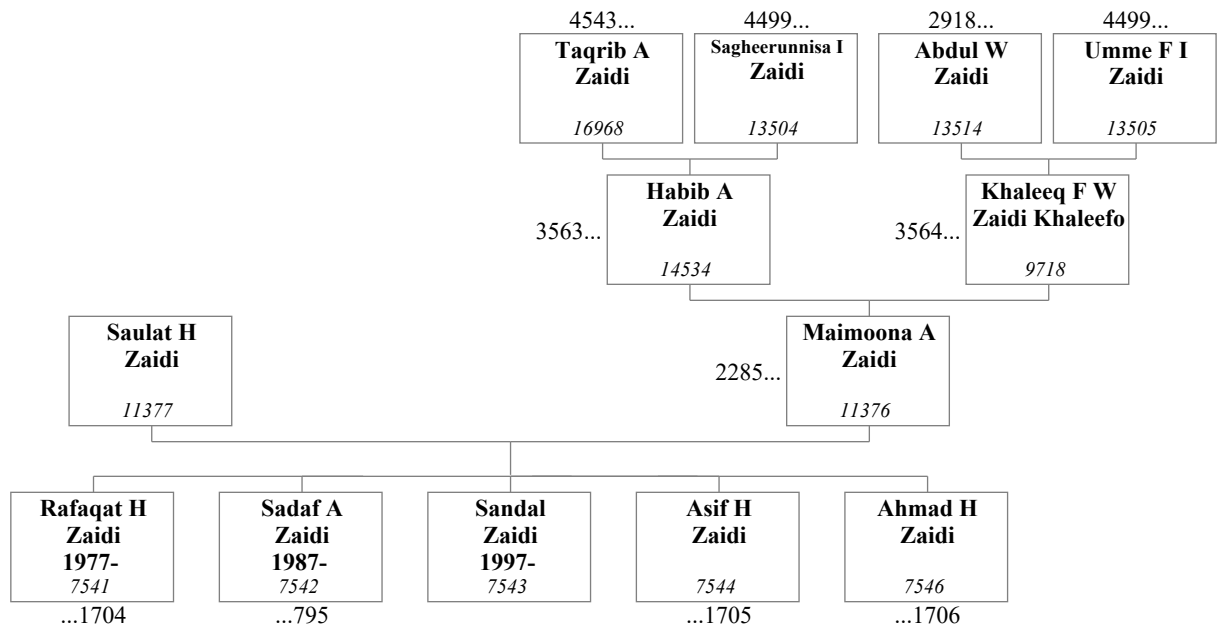 4543...
4499...
2918...
4499...
Taqrib A
Zaidi
16968
Sagheerunnisa I
Zaidi
13504
Abdul W
Zaidi
13514
Umme F I
Zaidi
13505
3563...
Habib A
Zaidi
14534
3564...
Khaleeq F W
Zaidi Khaleefo
9718
Saulat H
Zaidi
11377
2285...
Maimoona A
Zaidi
11376
Rafaqat H
Zaidi
1977-
7541
...1704
Sadaf A
Zaidi
1987-
7542
...795
Sandal
Zaidi
1997-
7543
Asif H
Zaidi
7544
...1705
Ahmad H
Zaidi
7546
...1706